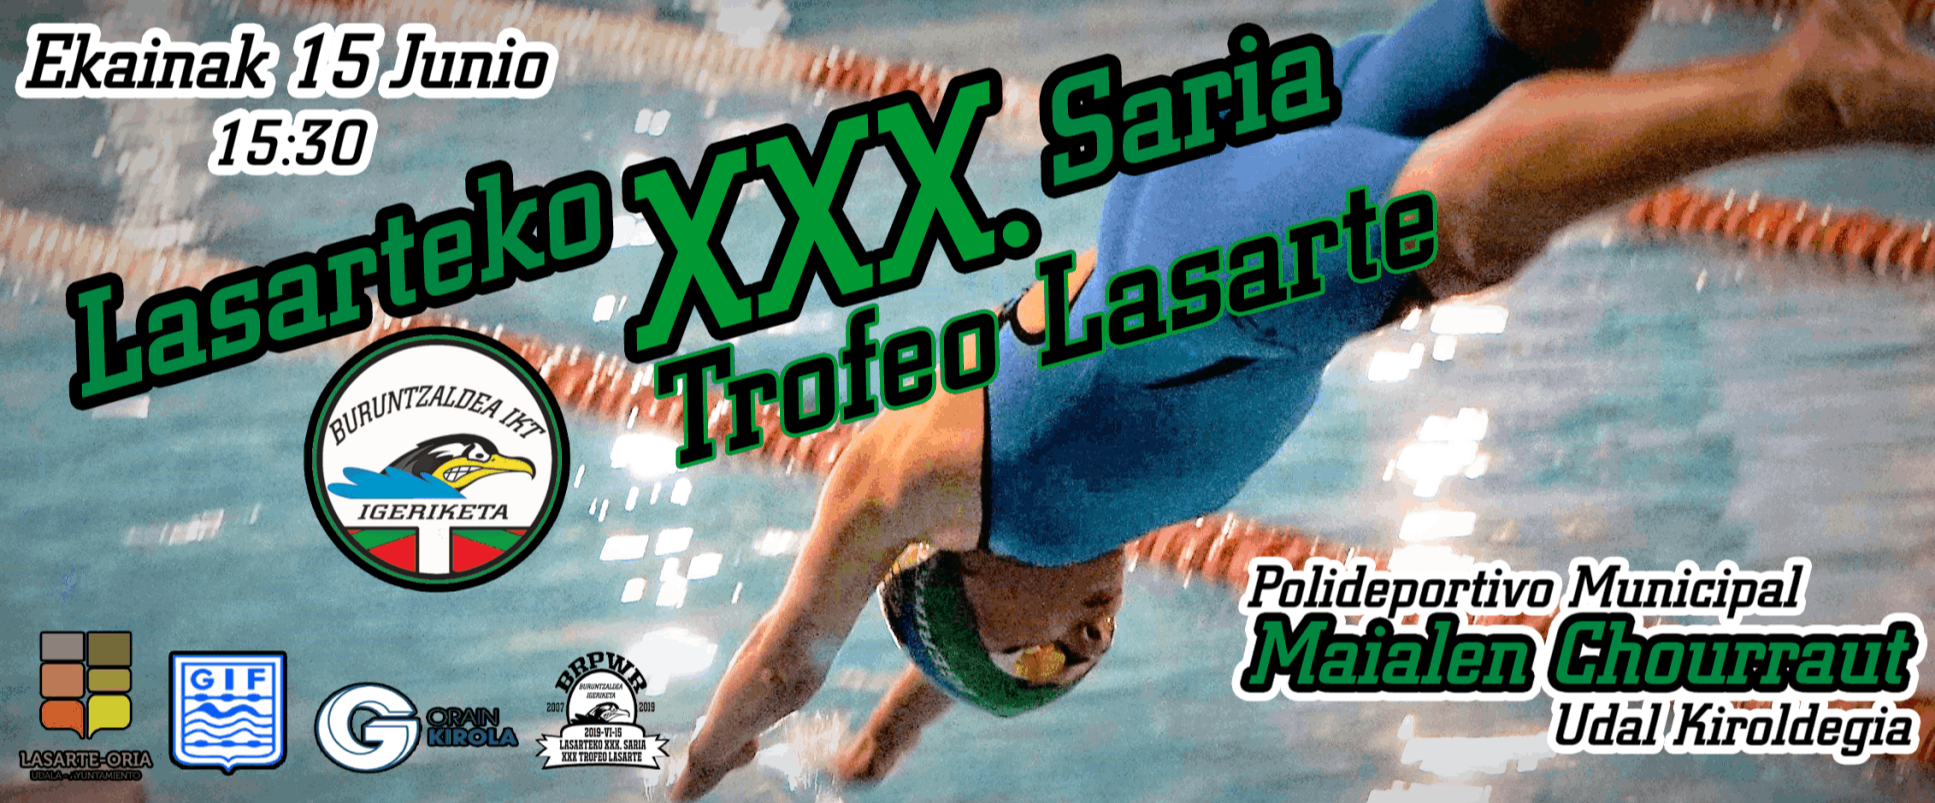 Ekainak 15 Junio
15:30
Lasarteko XXX. Saria
Trofeo Lasarte
BURUNTZALDEA IKT
IGERIKETA
Polideportivo Municipal
Maialen Chourraut
Udal Kiroldegia
LASARTE-ORIA
UDALA - AYUNTAMIENTO
GIF
G
ORAIN
KIROLA
BRPWR
BURUNTZALDEA
IGERIKETA
2007 2019
2019-VI-15
LASARTEKO XXX. SARIA
XXX TROFEO LASARTE